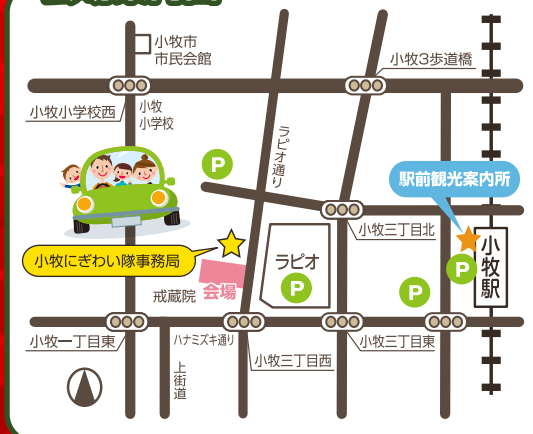 小牧市
市民会館
小牧3歩道橋
小牧小学校西
小牧
小学校
ラピオ通り
P
駅前観光案内所
小牧三丁目北
小牧駅
P
小牧にぎわい隊事務局
ラピオ
P
会場
戒蔵院
P
小牧一丁目東
ハナミズキ通り
小牧三丁目西
小牧三丁目東
上街道